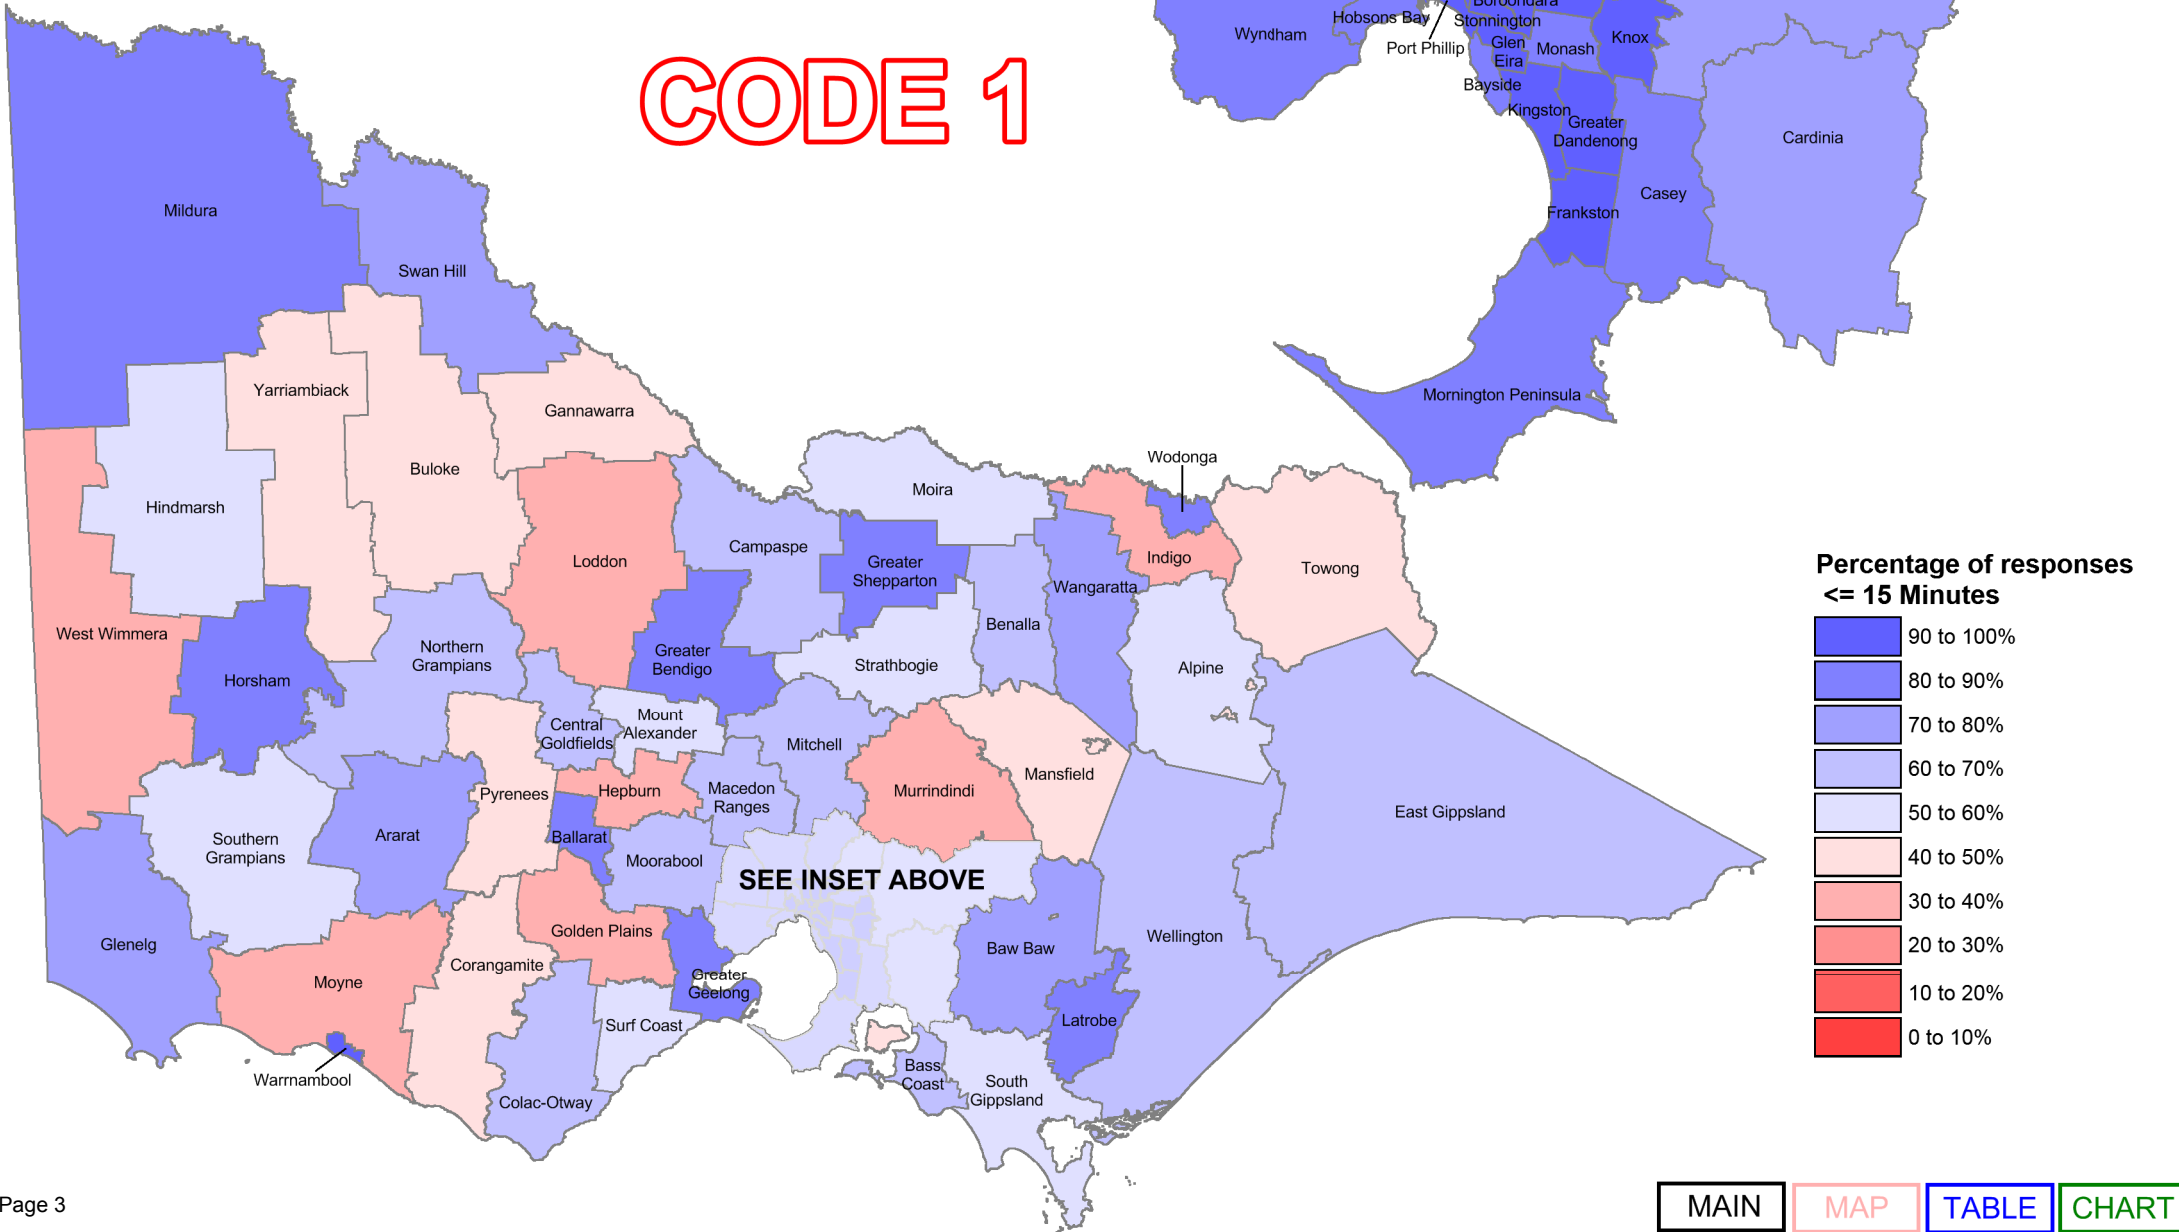 Boroondara
Hobsons Bay
Stonnington
Wyndham
Port Phillip
Glen
Eira
Monash
Knox
Bayside
Kingston
Greater
Dandenong
Cardinia
Casey
Frankston
Mornington Peninsula
CODE 1
Mildura
Swan Hill
Yarriambiack
Gannawarra
Buloke
Hindmarsh
Moira
Wodonga
Loddon
Campaspe
Greater
Shepparton
Indigo
Towong
Wangaratta
West Wimmera
Northern
Grampians
Benalla
Horsham
Greater
Bendigo
Strathbogie
Alpine
Central
Goldfields
Mount
Alexander
Mitchell
Mansfield
Pyrenees
Hepburn
Macedon
Ranges
Murrindindi
East Gippsland
Southern
Grampians
Ararat
Ballarat
Moorabool
SEE INSET ABOVE
Glenelg
Golden Plains
Baw Baw
Wellington
Corangamite
Moyne
Greater
Geelong
Surf Coast
Latrobe
Warrnambool
Colac-Otway
Bass
Coast
South
Gippsland
Percentage of responses
<= 15 Minutes
90 to 100%
80 to 90%
70 to 80%
60 to 70%
50 to 60%
40 to 50%
30 to 40%
20 to 30%
10 to 20%
0 to 10%
Page 3
MAIN
MAP
TABLE
CHART